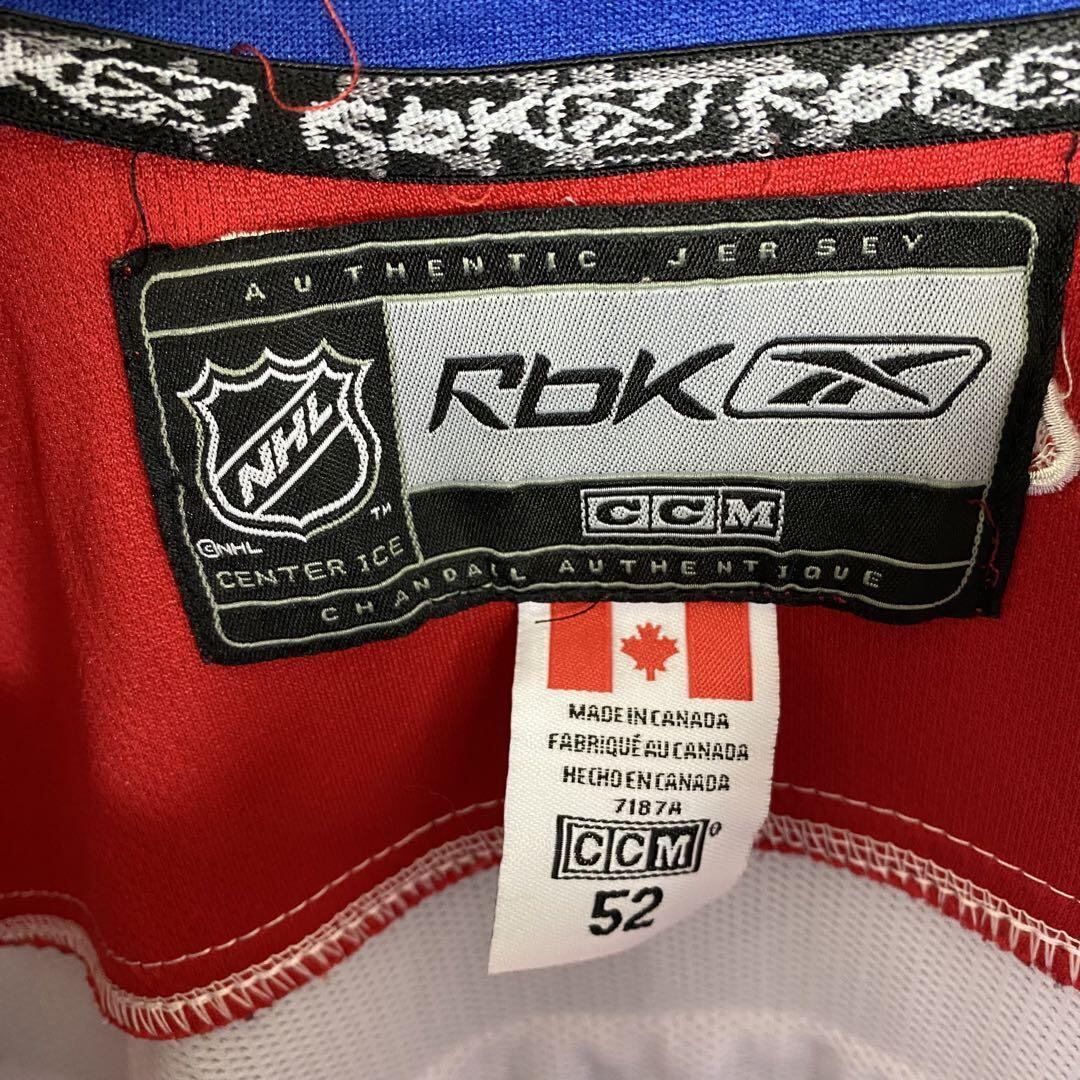 RbK RbK
AUTHENTIC JERSEY
NHL
TM
©NHL
CENTER ICE
RbK
CCM
CHANDAIL AUTHENTIQUE
MADE IN CANADA
FABRIQUÉ AU CANADA
HECHO EN CANADA
7187A
CCM®
52